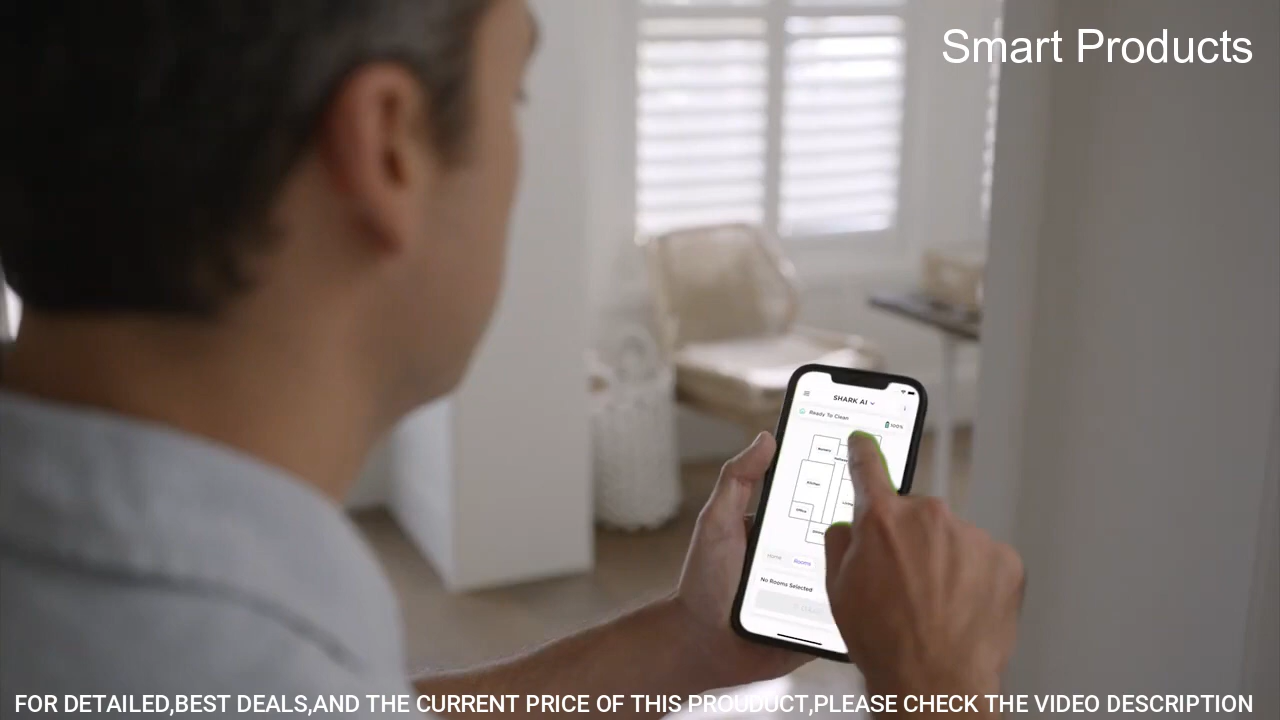 Smart Products
SHARK AI
Ready To Clean
100%
Nursery
Kitchen
Office
Home
Rooms
No Rooms Selected
FOR DETAILED,BEST DEALS,AND THE CURRENT PRICE OF THIS PROUDUCT,PLEASE CHECK THE VIDEO DESCRIPTION